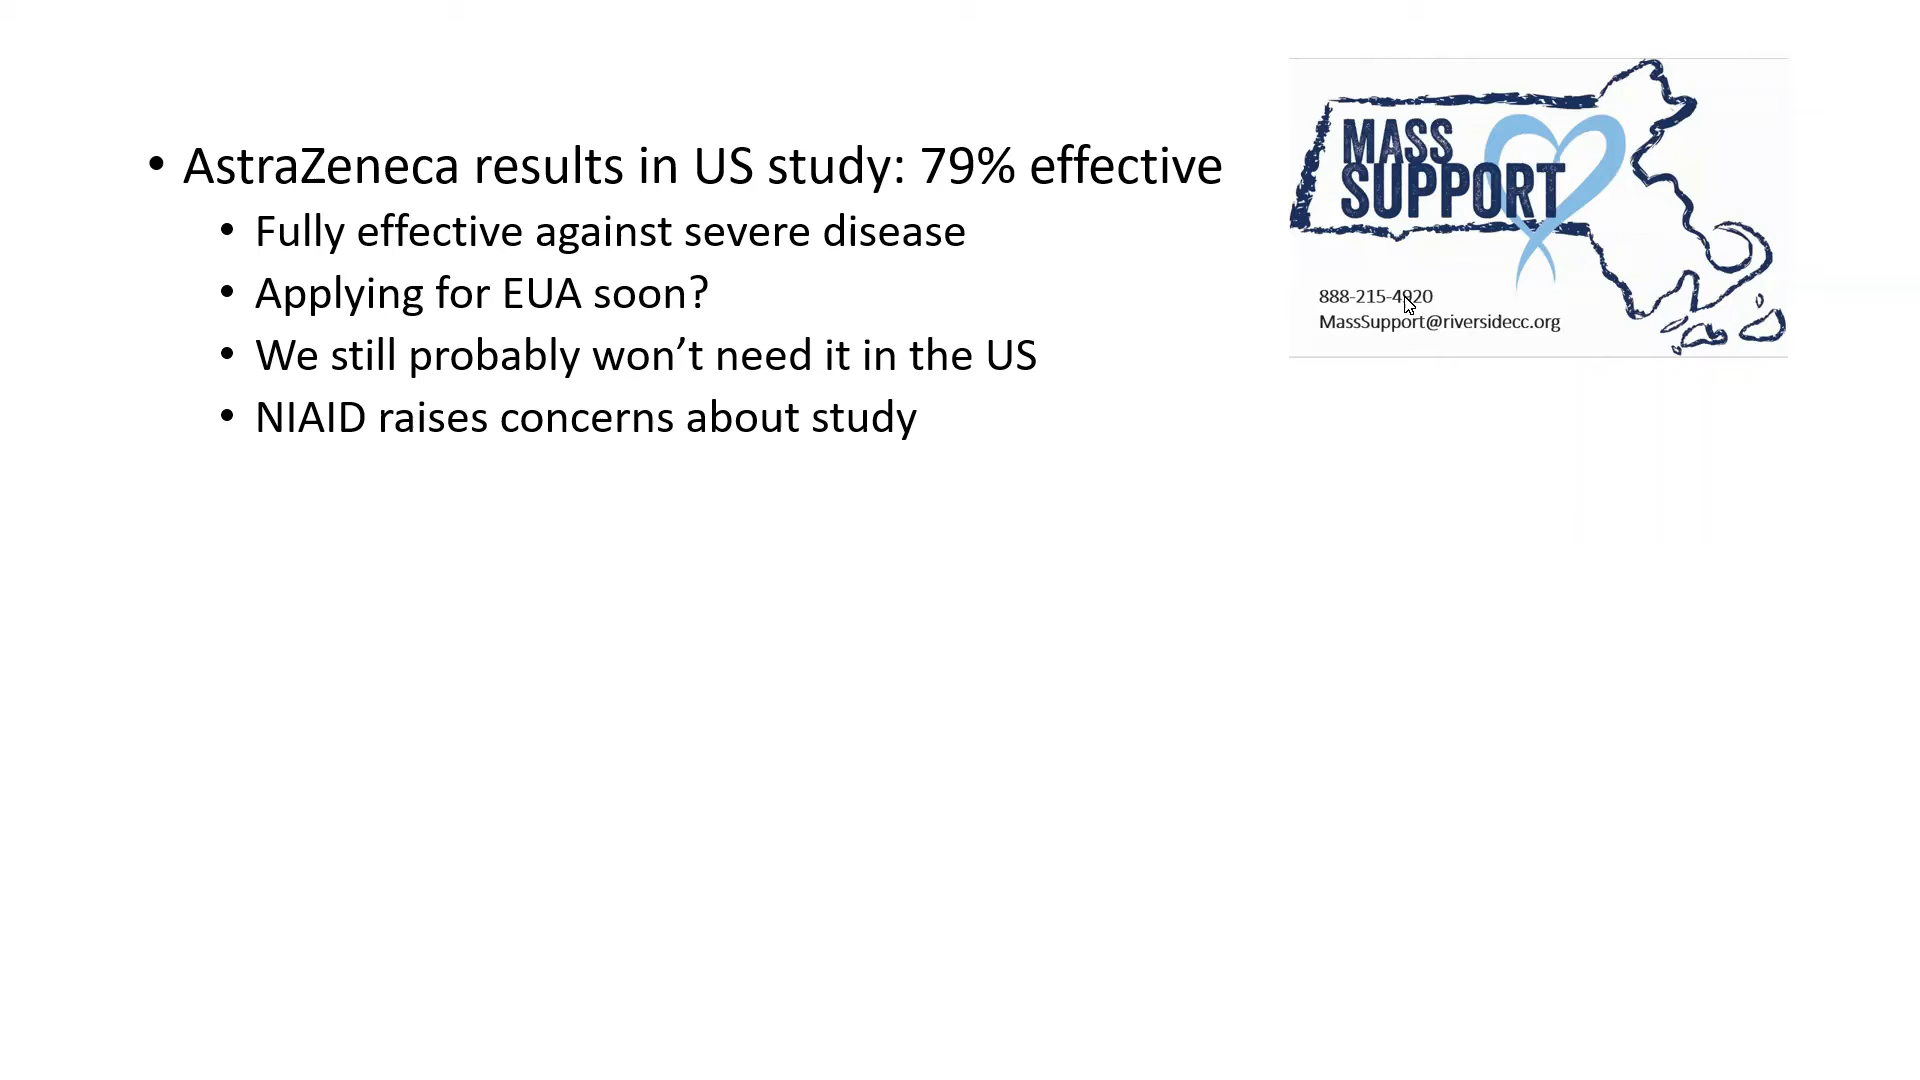 • AstraZeneca results in US study: 79% effective
• Fully effective against severe disease
• Applying for EUA soon?
• We still probably won’t need it in the US
• NIAID raises concerns about study
MASS
SUPPORT
888-215-4920
MassSupport@riversidecc.org